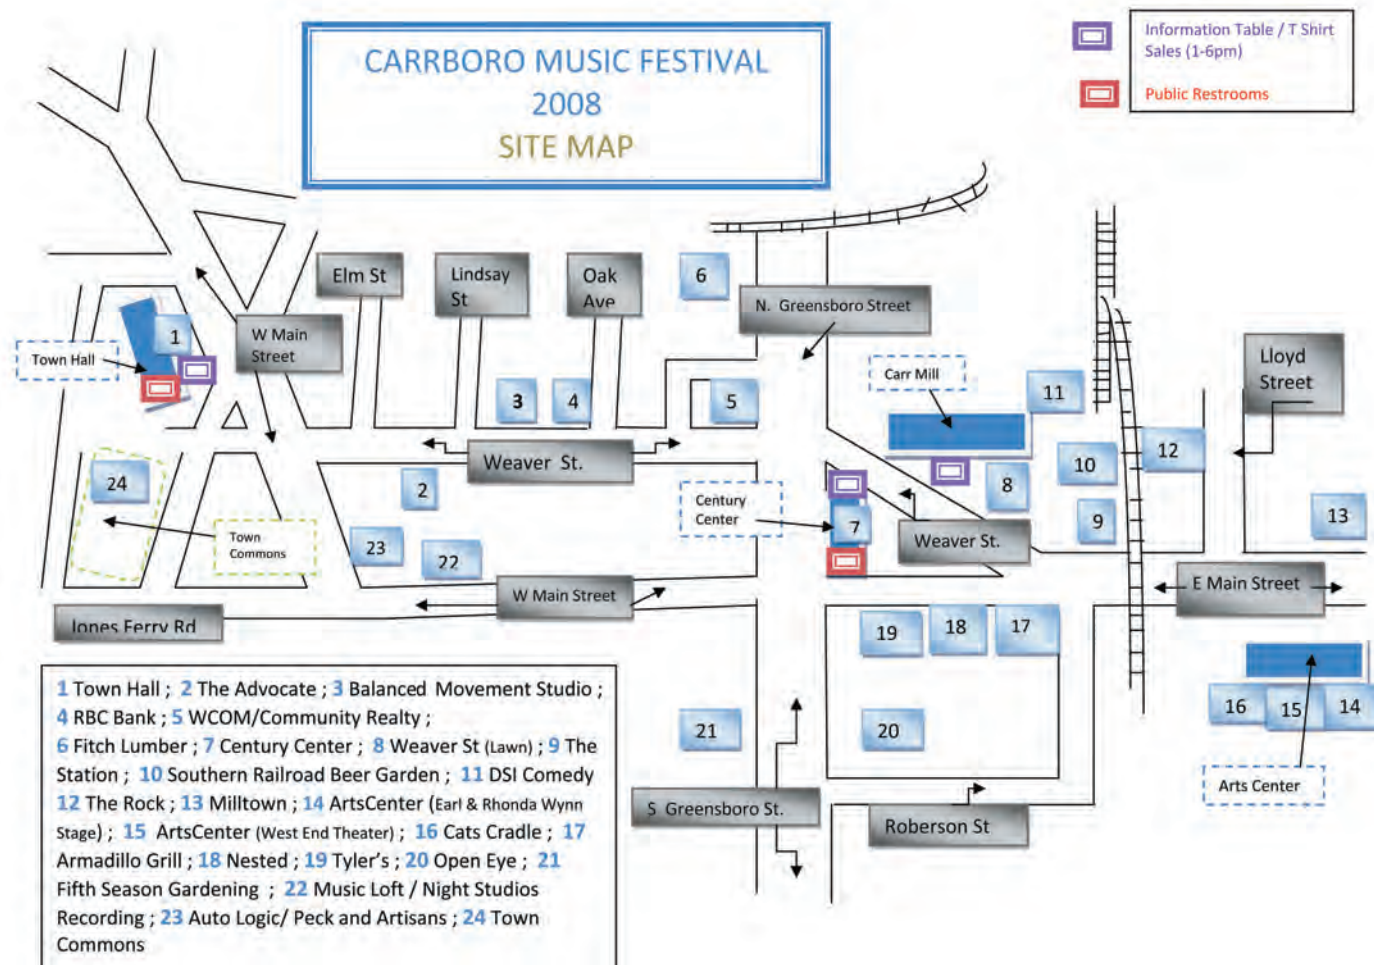 CARRBORO MUSIC FESTIVAL
2008
SITE MAP
Information Table / T Shirt
Sales (1-6pm)
Public Restrooms
Elm St
Lindsay
St
Oak
Ave
6
N. Greensboro Street
1
W Main
Street
Town Hall
Lloyd
Street
Carr Mill
11
3
4
5
12
10
Weaver St.
24
2
8
Century
Center
7
9
13
Weaver St.
Town
Commons
23
22
W Main Street
E Main Street
Jones Ferry Rd
19
18
17
16
15
14
21
20
Arts Center
S Greensboro St.
Roberson St
1 Town Hall ; 2 The Advocate ; 3 Balanced Movement Studio ;
4 RBC Bank ; 5 WCOM/Community Realty ;
6 Fitch Lumber ; 7 Century Center ; 8 Weaver St (Lawn) ; 9 The
Station ; 10 Southern Railroad Beer Garden ; 11 DSI Comedy
12 The Rock ; 13 Milltown ; 14 ArtsCenter (Earl & Rhonda Wynn
Stage) ; 15 ArtsCenter (West End Theater) ; 16 Cats Cradle ; 17
Armadillo Grill ; 18 Nested ; 19 Tyler's ; 20 Open Eye ; 21
Fifth Season Gardening ; 22 Music Loft / Night Studios
Recording ; 23 Auto Logic/ Peck and Artisans ; 24 Town
Commons